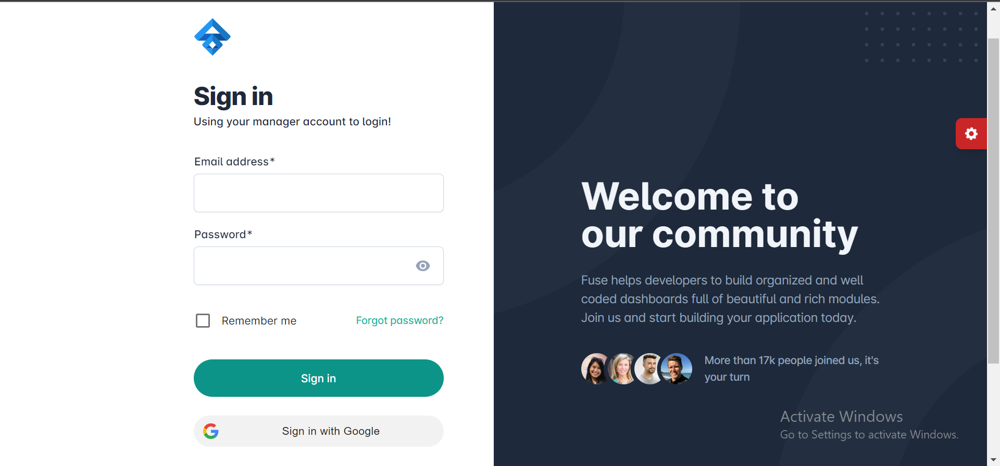 Sign in
Using your manager account to login!
Email address*
Password*
Remember me
Forgot password?
Sign in
Sign in with Google
Welcome to
our community
Fuse helps developers to build organized and well
coded dashboards full of beautiful and rich modules.
Join us and start building your application today.
More than 17k people joined us, it's
your turn
Activate Windows
Go to Settings to activate Windows.